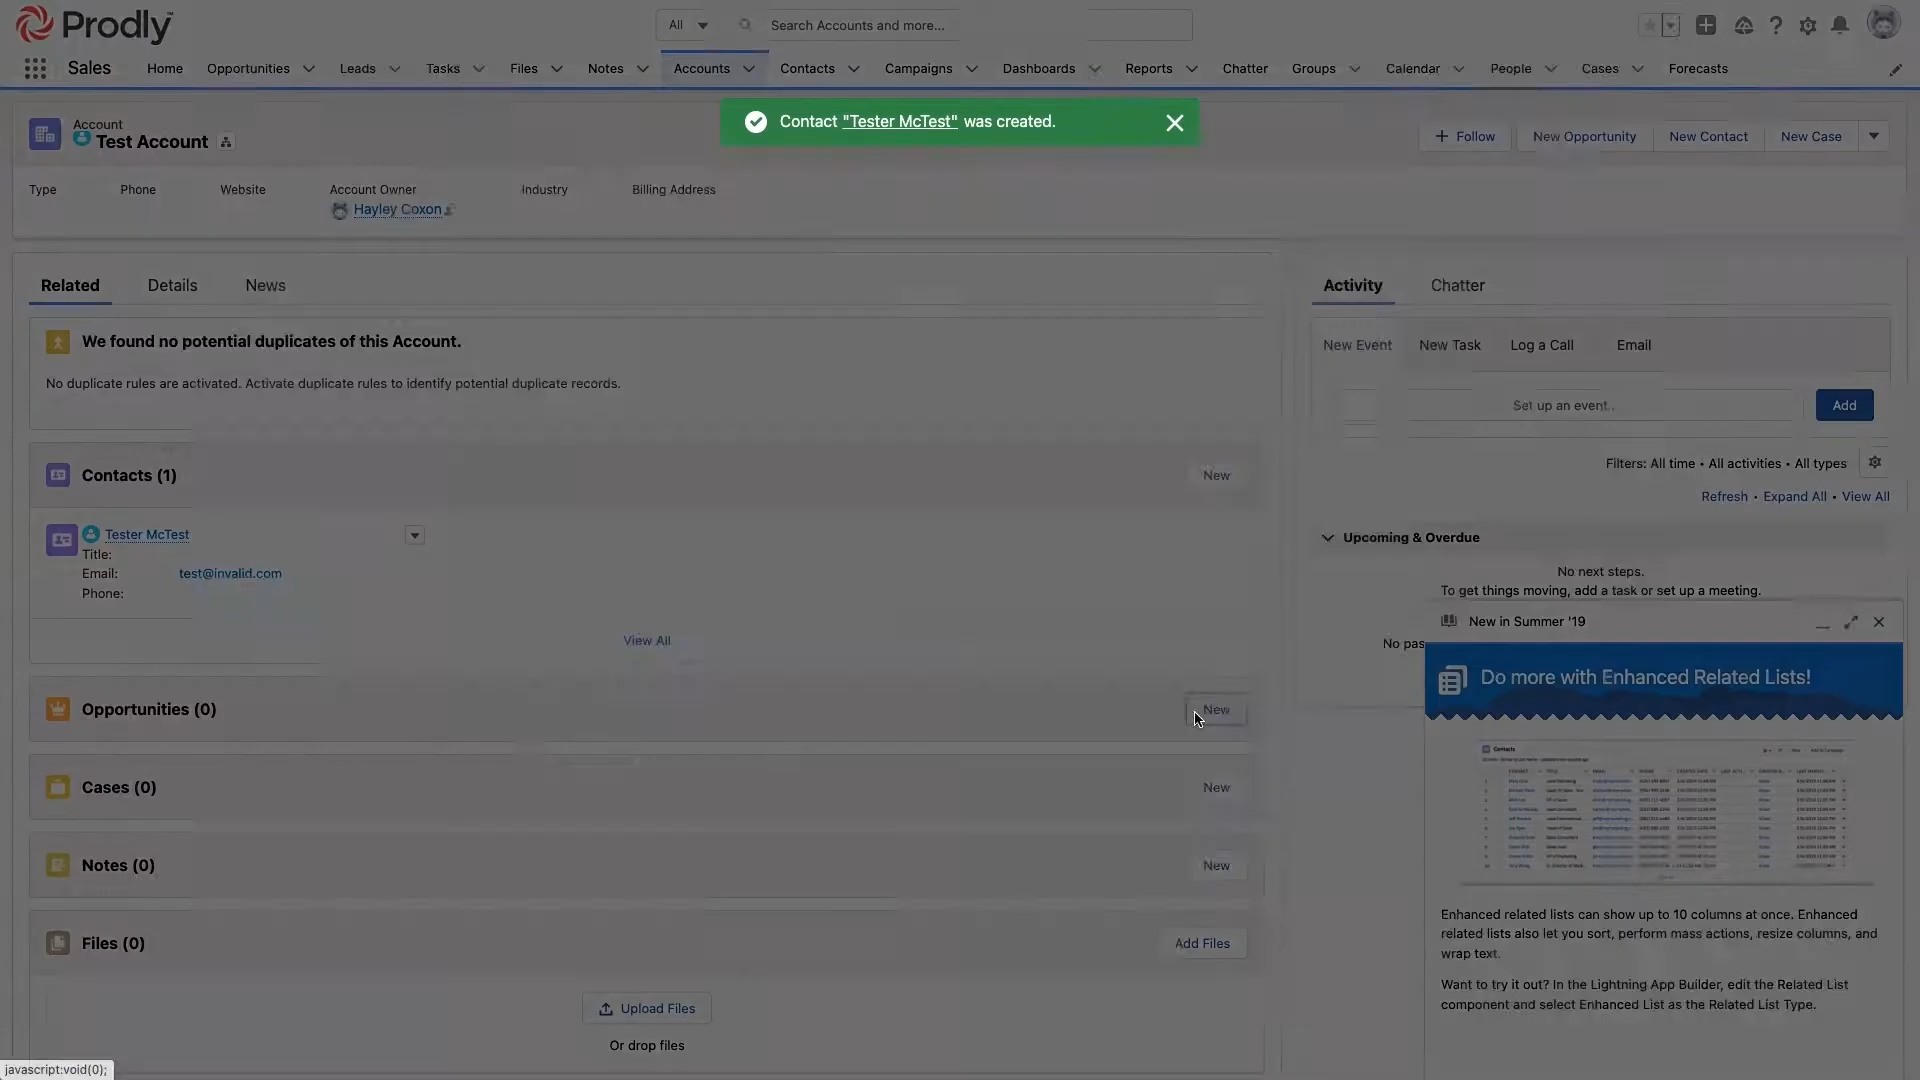 Prodly
All
Search Accounts and more...
Sales
Home
Opportunities
Leads
Tasks
Files
Notes
Accounts
Contacts
Campaigns
Dashboards
Reports
Chatter
Groups
Calendar
People
Cases
Forecasts
Contact "Tester McTest" was created.
Account
Test Account
Follow
New Opportunity
New Contact
New Case
Type
Phone
Website
Account Owner
Industry
Billing Address
Hayley Coxon
Related
Details
News
We found no potential duplicates of this Account.
No duplicate rules are activated. Activate duplicate rules to identify potential duplicate records.
Contacts (1)
New
Tester McTest
Title:
Email:
test@invalid.com
Phone:
View All
Opportunities (0)
New
Cases (0)
New
Notes (0)
New
Files (0)
Add Files
Upload Files
Or drop files
Activity
Chatter
New Event
New Task
Log a Call
Email
Set up an event..
Add
Filters: All time • All activities • All types
Refresh • Expand All • View All
Upcoming & Overdue
No next steps.
To get things moving, add a task or set up a meeting.
No pas
New in Summer '19
Do more with Enhanced Related Lists!
Contacts
Enhanced related lists can show up to 10 columns at once. Enhanced
related lists also let you sort, perform mass actions, resize columns, and
wrap text.
Want to try it out? In the Lightning App Builder, edit the Related List
component and select Enhanced List as the Related List Type.
javascript:void(0);